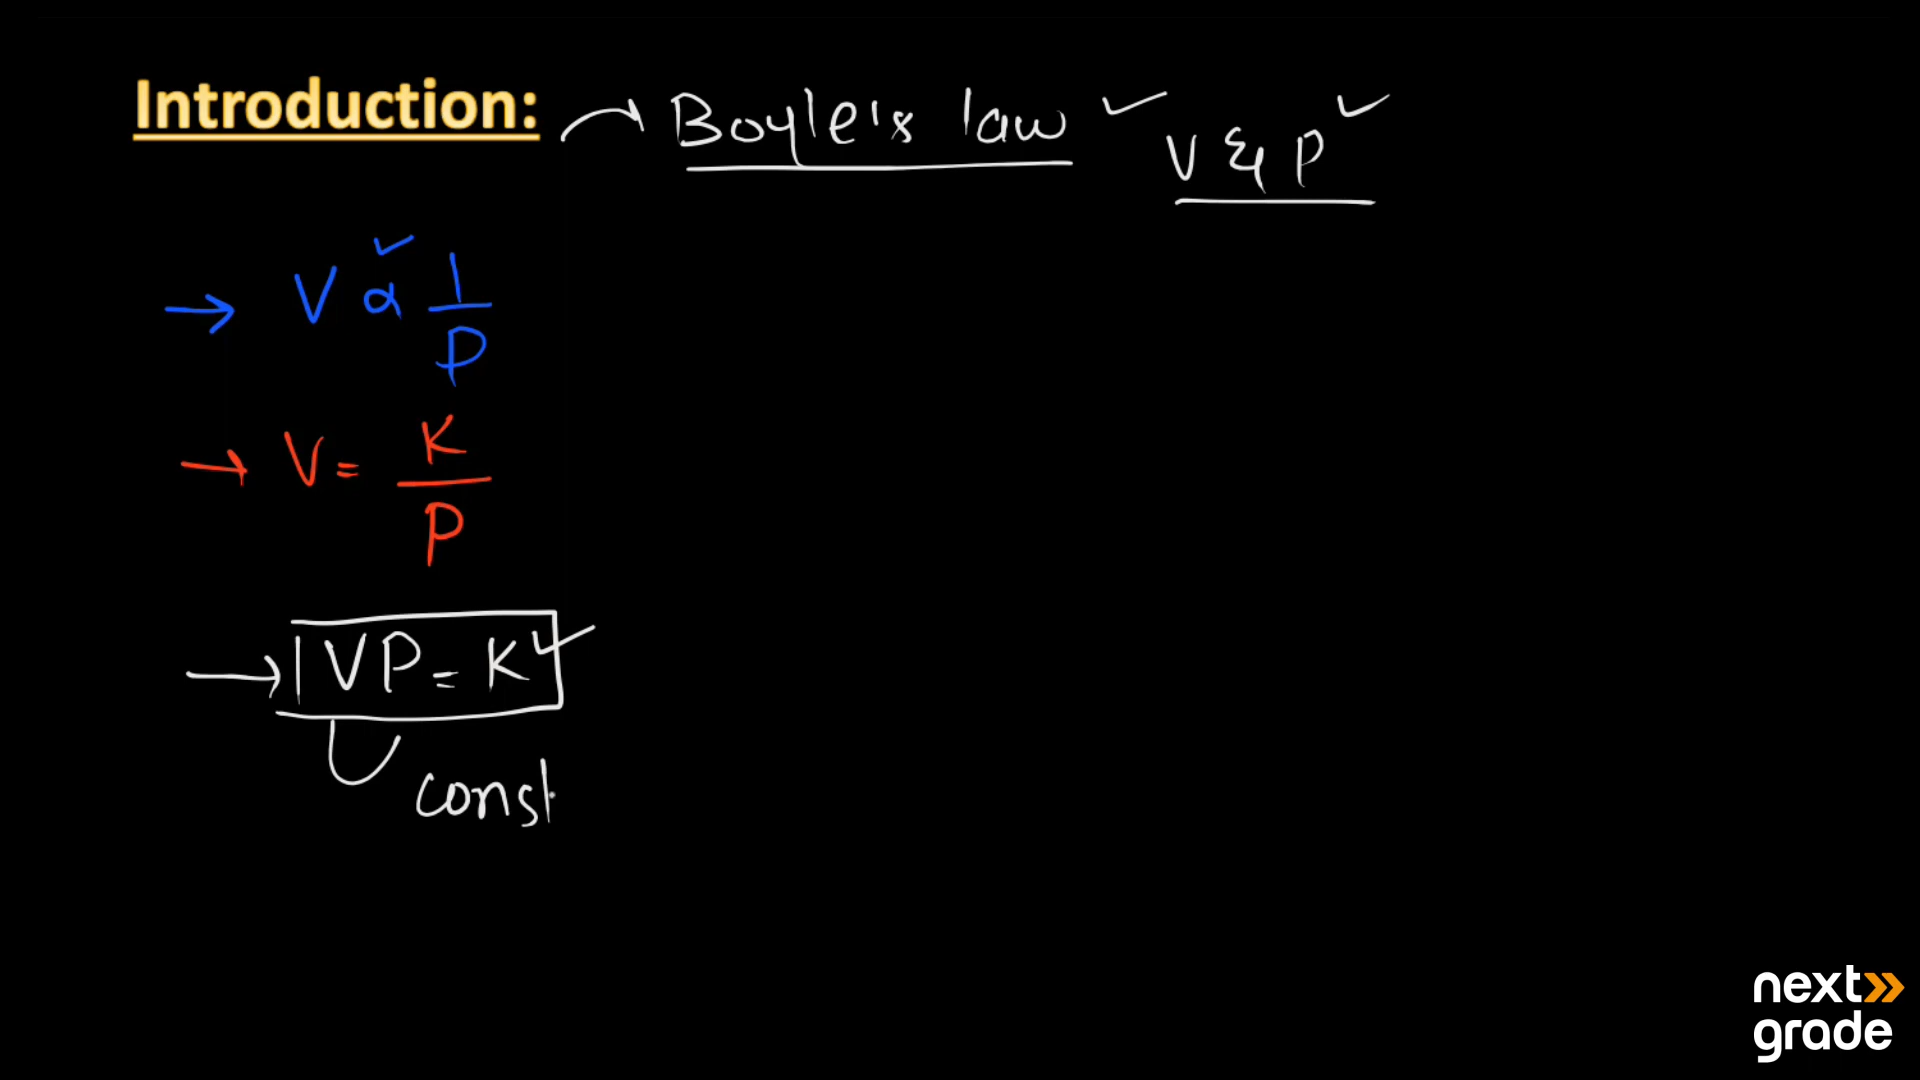 Introduction: Boyle's law V & P
V ∝ 1/P
V = K/P
VP = K
const
next
grade